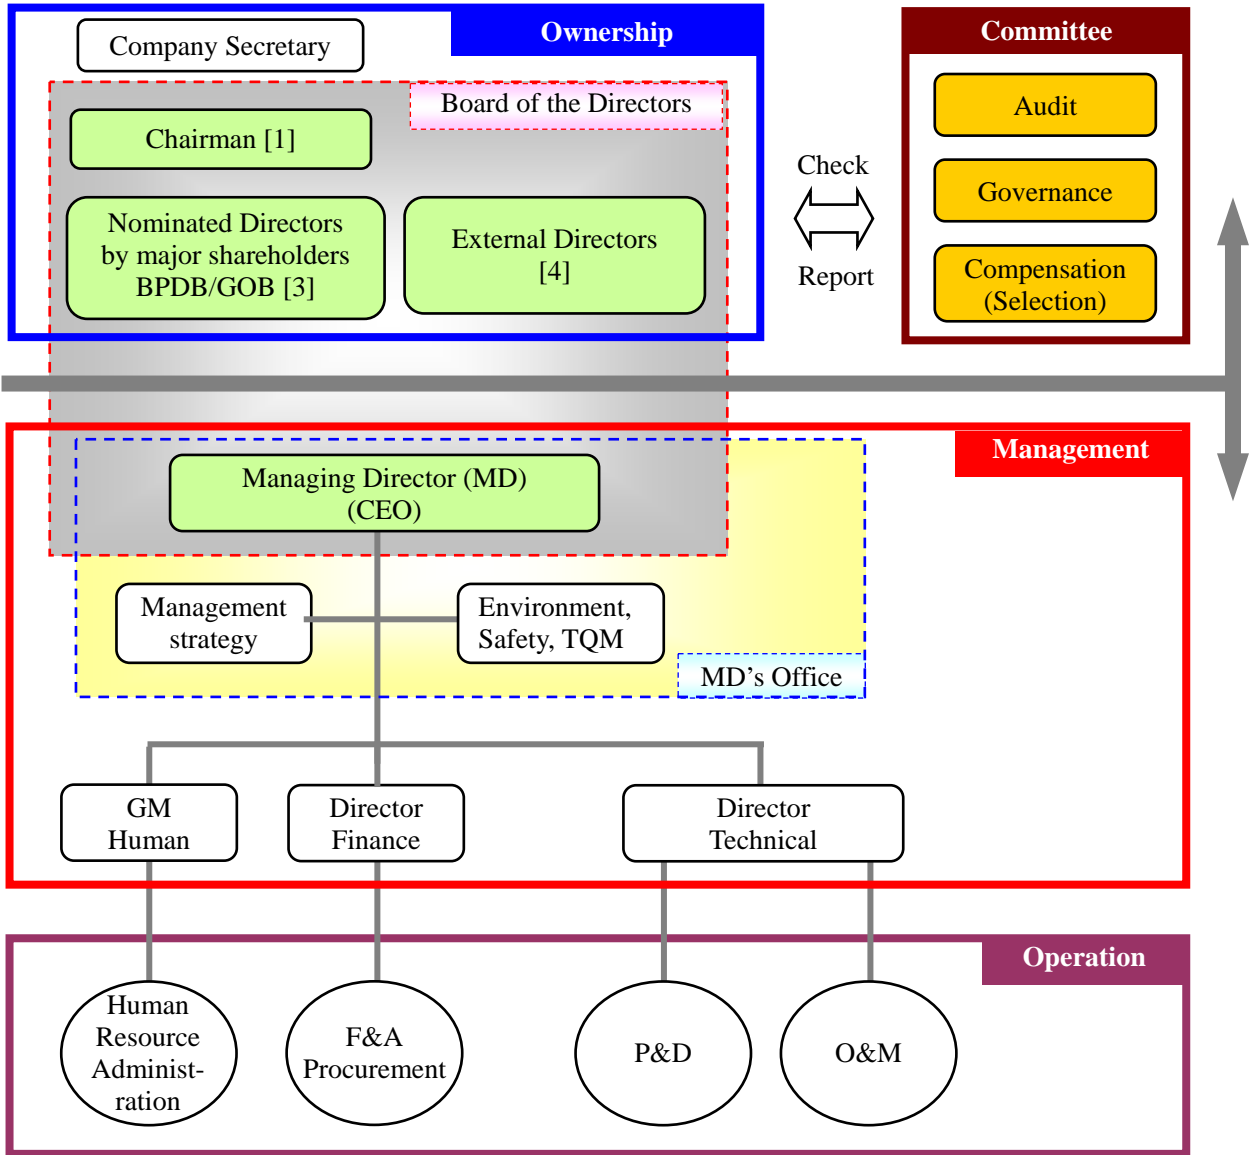 Company Secretary
Ownership
Committee
Board of the Directors
Chairman [1]
Nominated Directors
by major shareholders
BPDB/GOB [3]
External Directors
[4]
Check
Report
Audit
Governance
Compensation
(Selection)
Management
Managing Director (MD)
(CEO)
Management
strategy
Environment,
Safety, TQM
MD’s Office
GM
Human
Director
Finance
Director
Technical
Operation
Human
Resource
Administ-
ration
F&A
Procurement
P&D
O&M